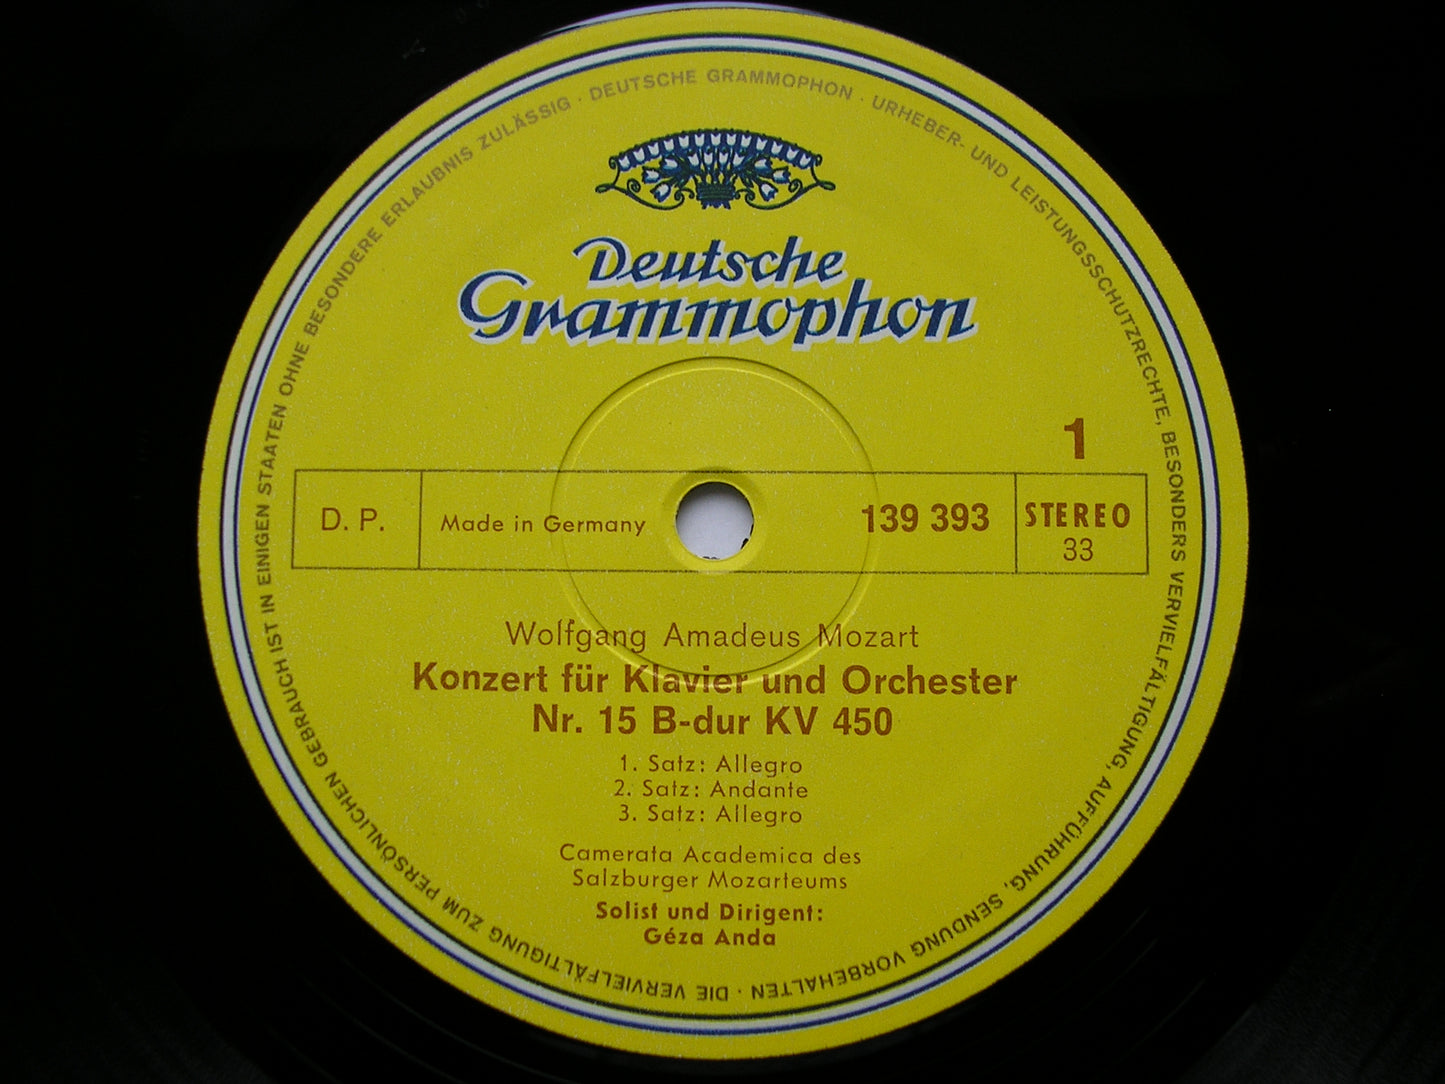 DEUTSCHE GRAMMOPHON · URHEBER- UND LEISTUNGSSCHUTZRECHTE, BESONDERS VERVIELFÄLTIGUNG, AUFFÜHRUNG, SENDUNG VORBEHALTEN · DIE VERVIELFÄLTIGUNG ZUM PERSÖNLICHEN GEBRAUCH IST IN EINIGEN STAATEN OHNE BESONDERE ERLAUBNIS ZULÄSSIG ·
Deutsche
Grammophon
1
D. P.
Made in Germany
139 393
STEREO
33
Wolfgang Amadeus Mozart
Konzert für Klavier und Orchester
Nr. 15 B-dur KV 450
1. Satz: Allegro
2. Satz: Andante
3. Satz: Allegro
Camerata Academica des
Salzburger Mozarteums
Solist und Dirigent:
Géza Anda